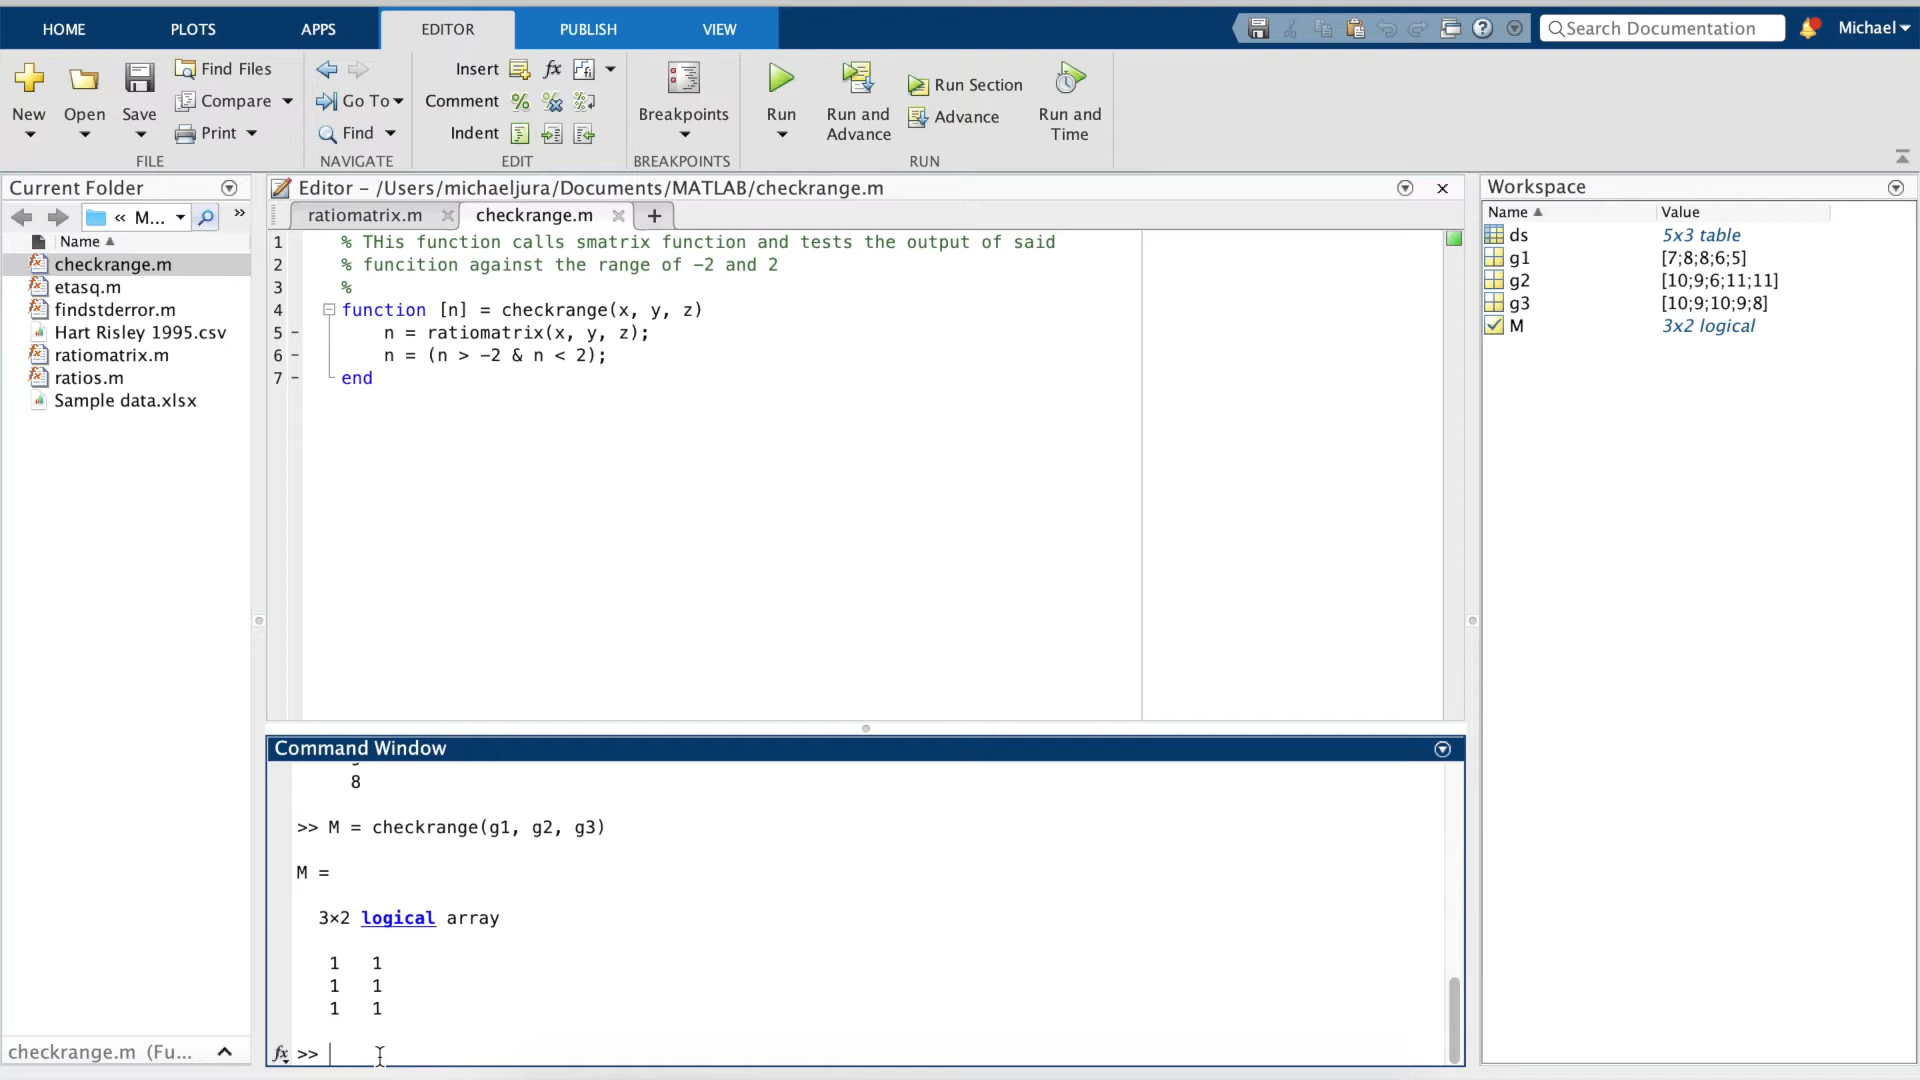 HOME PLOTS APPS EDITOR PUBLISH VIEW Search Documentation Michael
New Open Save Find Files Compare Print
FILE
Go To Find
NAVIGATE
Insert fx
Comment
Indent
EDIT
Breakpoints
BREAKPOINTS
Run Run and Advance Run Section Advance Run and Time
RUN
Current Folder
« M... »
Name
checkrange.m
etasq.m
findstderror.m
Hart Risley 1995.csv
ratiomatrix.m
ratios.m
Sample data.xlsx
checkrange.m (Fu...
Editor – /Users/michaeljura/Documents/MATLAB/checkrange.m
ratiomatrix.m checkrange.m
1 % THis function calls smatrix function and tests the output of said
2 % funcition against the range of -2 and 2
3 %
4 function [n] = checkrange(x, y, z)
5 – n = ratiomatrix(x, y, z);
6 – n = (n > -2 & n < 2);
7 – end
Command Window
8
>> M = checkrange(g1, g2, g3)
M =
3×2 logical array
1 1
1 1
1 1
fx >>
Workspace
Name Value
ds 5x3 table
g1 [7;8;8;6;5]
g2 [10;9;6;11;11]
g3 [10;9;10;9;8]
M 3x2 logical